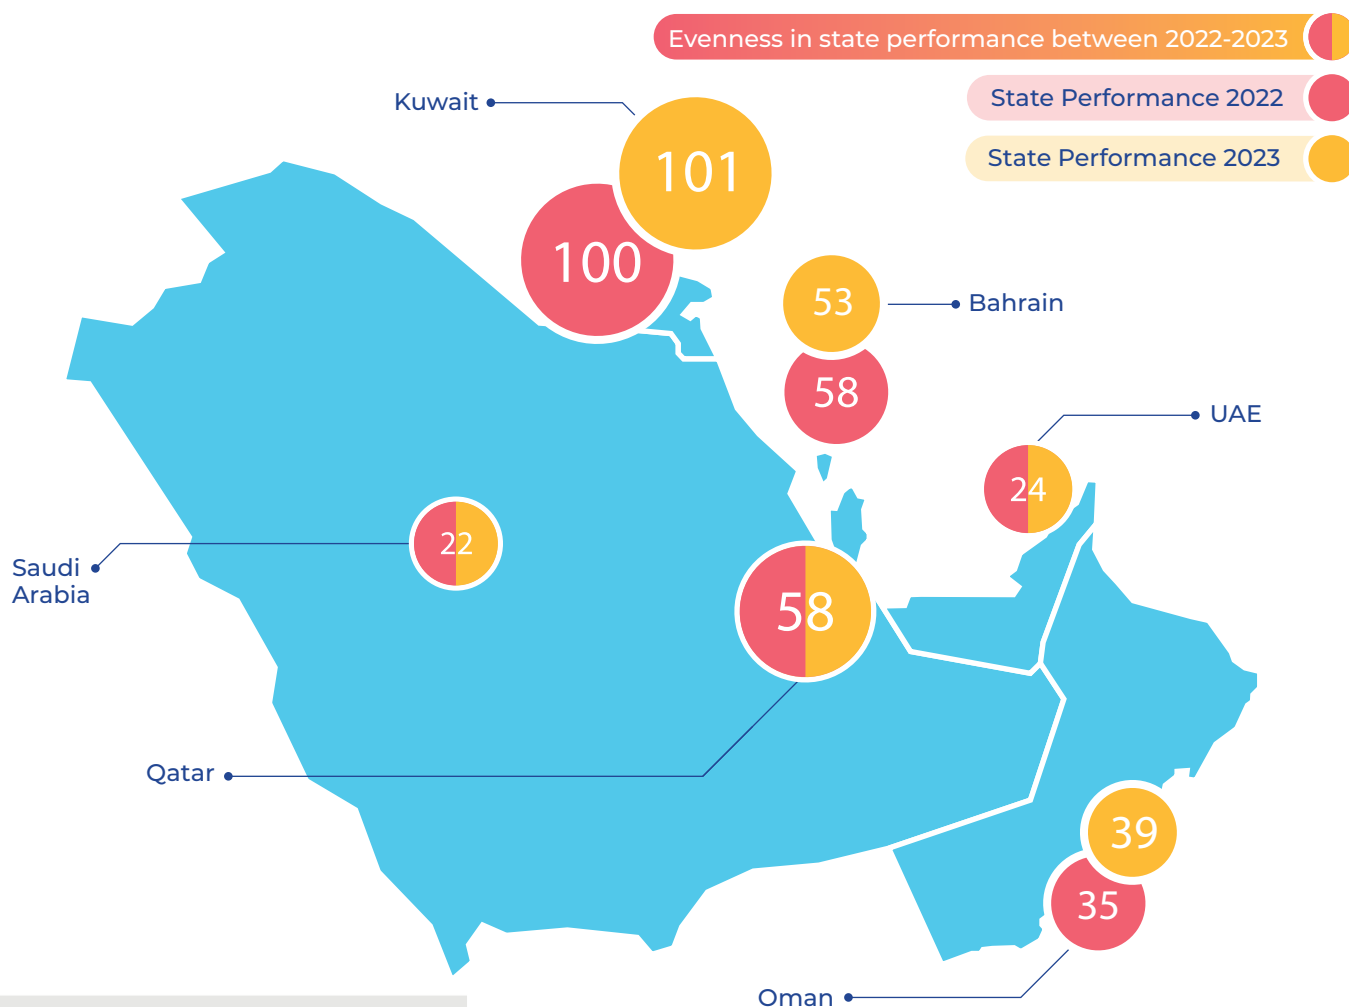 Evenness in state performance between 2022-2023
State Performance 2022
State Performance 2023
Kuwait
101
100
53
Bahrain
58
UAE
24
22
Saudi
Arabia
58
Qatar
39
35
Oman